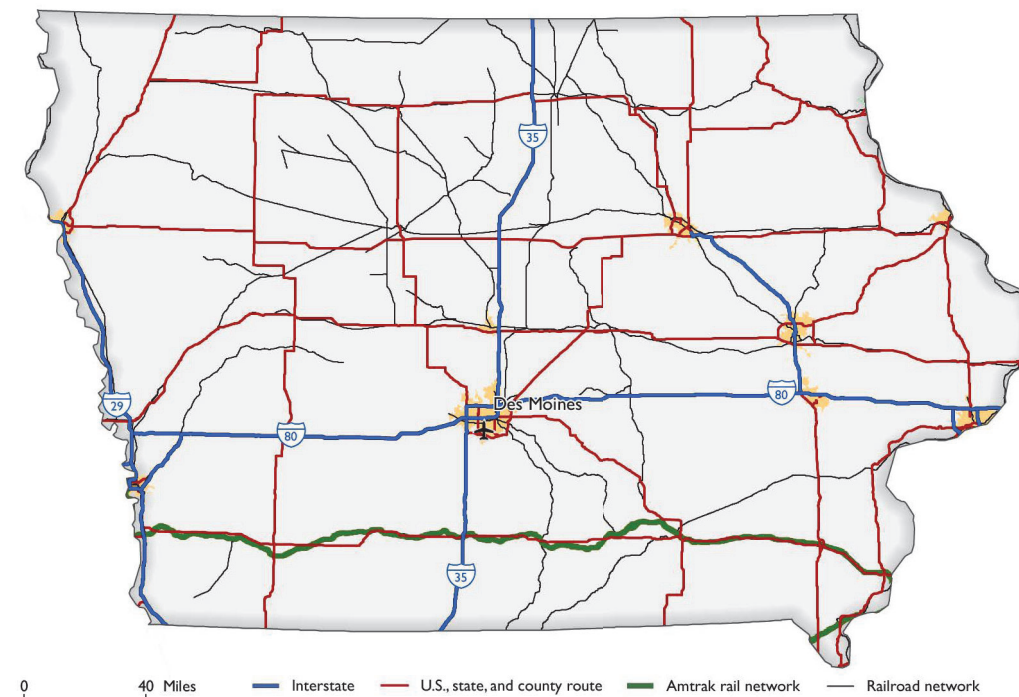 35
29
Des Moines
80
80
35
0 40 Miles Interstate U.S., state, and county route Amtrak rail network Railroad network